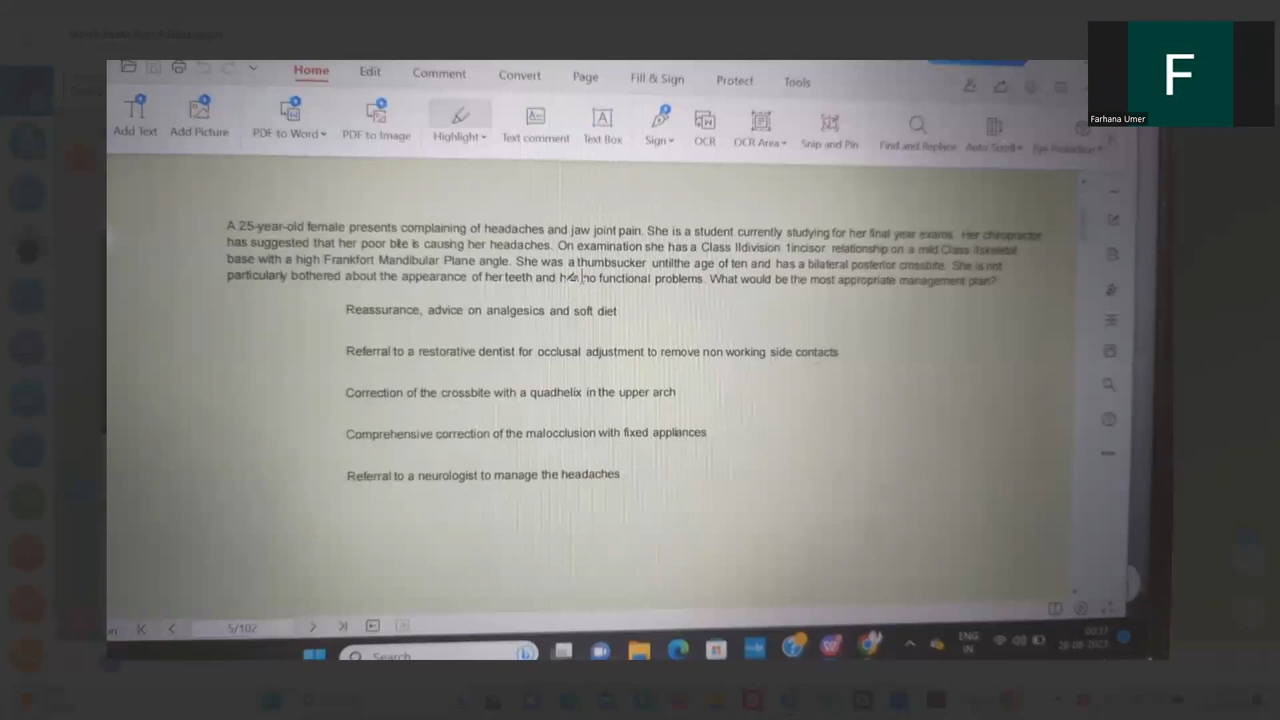 F
Farhana Umer
Home Edit Comment Convert Page Fill & Sign Protect Tools
Add Text Add Picture PDF to Word PDF to Image Highlight Text comment Text Box Sign OCR OCR Area Snip and Pin Find and Replace Auto Scroll
A 25-year-old female presents complaining of headaches and jaw joint pain. She is a student currently studying for her final year exams. Her chiropractor
has suggested that her poor bite is causing her headaches. On examination she has a Class II division 1 incisor relationship on a mild Class II skeletal
base with a high Frankfort Mandibular Plane angle. She was a thumbsucker until the age of ten and has a bilateral posterior crossbite. She is not
particularly bothered about the appearance of her teeth and has no functional problems. What would be the most appropriate management plan?
Reassurance, advice on analgesics and soft diet
Referral to a restorative dentist for occlusal adjustment to remove non working side contacts
Correction of the crossbite with a quadhelix in the upper arch
Comprehensive correction of the malocclusion with fixed appliances
Referral to a neurologist to manage the headaches
5/102
Search
ENG
IN
00:37
28-08-2023